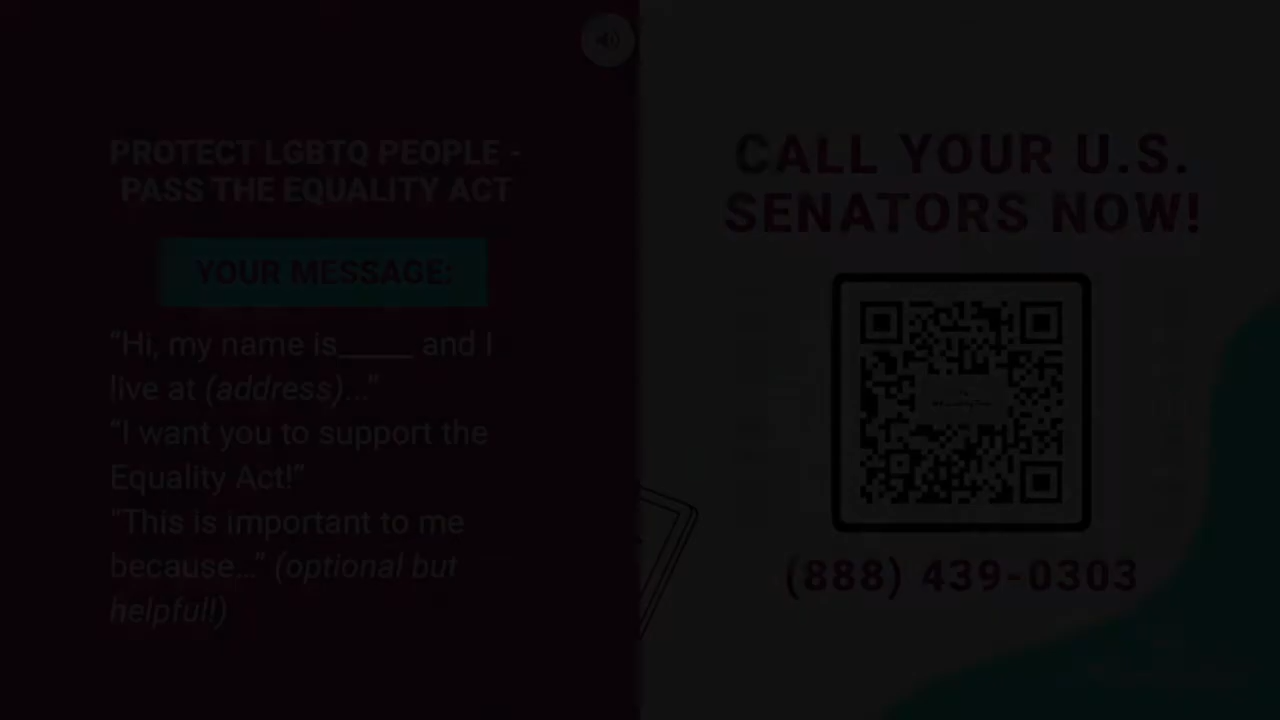 PROTECT LGBTQ PEOPLE -
PASS THE EQUALITY ACT
YOUR MESSAGE:
“Hi, my name is_____ and I
live at (address)...”
“I want you to support the
Equality Act!”
“This is important to me
because...” (optional but
helpful!)
CALL YOUR U.S.
SENATORS NOW!
(888) 439-0303